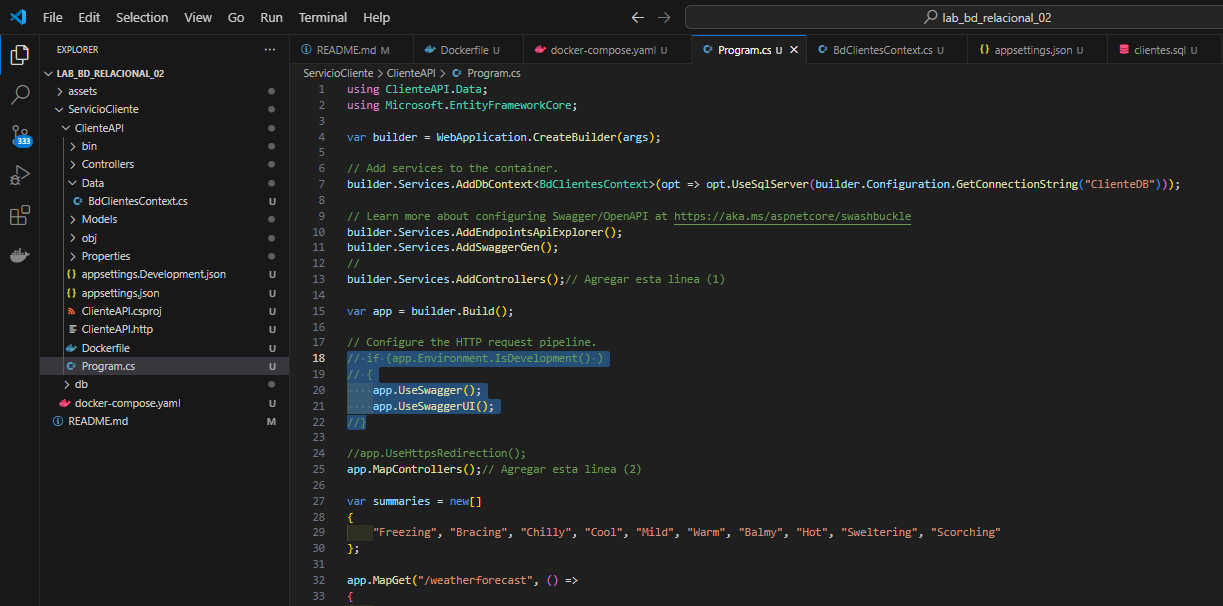 File Edit Selection View Go Run Terminal Help
lab_bd_relacional_02
EXPLORER
LAB_BD_RELACIONAL_02
assets
ServicioCliente
ClienteAPI
bin
Controllers
Data
BdClientesContext.cs U
Models
obj
Properties
appsettings.Development.json U
appsettings.json U
ClienteAPI.csproj U
ClienteAPI.http U
Dockerfile U
Program.cs U
db
docker-compose.yaml U
README.md M
333
README.md M
Dockerfile U
docker-compose.yaml U
Program.cs U
BdClientesContext.cs U
appsettings.json U
clientes.sql U
ServicioCliente > ClienteAPI > Program.cs
1 using ClienteAPI.Data;
2 using Microsoft.EntityFrameworkCore;
3
4 var builder = WebApplication.CreateBuilder(args);
5
6 // Add services to the container.
7 builder.Services.AddDbContext<BdClientesContext>(opt => opt.UseSqlServer(builder.Configuration.GetConnectionString("ClienteDB")));
8
9 // Learn more about configuring Swagger/OpenAPI at https://aka.ms/aspnetcore/swashbuckle
10 builder.Services.AddEndpointsApiExplorer();
11 builder.Services.AddSwaggerGen();
12 //
13 builder.Services.AddControllers();// Agregar esta linea (1)
14
15 var app = builder.Build();
16
17 // Configure the HTTP request pipeline.
18 // if (app.Environment.IsDevelopment() )
19 // {
20 app.UseSwagger();
21 app.UseSwaggerUI();
22 //}
23
24 //app.UseHttpsRedirection();
25 app.MapControllers();// Agregar esta linea (2)
26
27 var summaries = new[]
28 {
29 "Freezing", "Bracing", "Chilly", "Cool", "Mild", "Warm", "Balmy", "Hot", "Sweltering", "Scorching"
30 };
31
32 app.MapGet("/weatherforecast", () =>
33 {